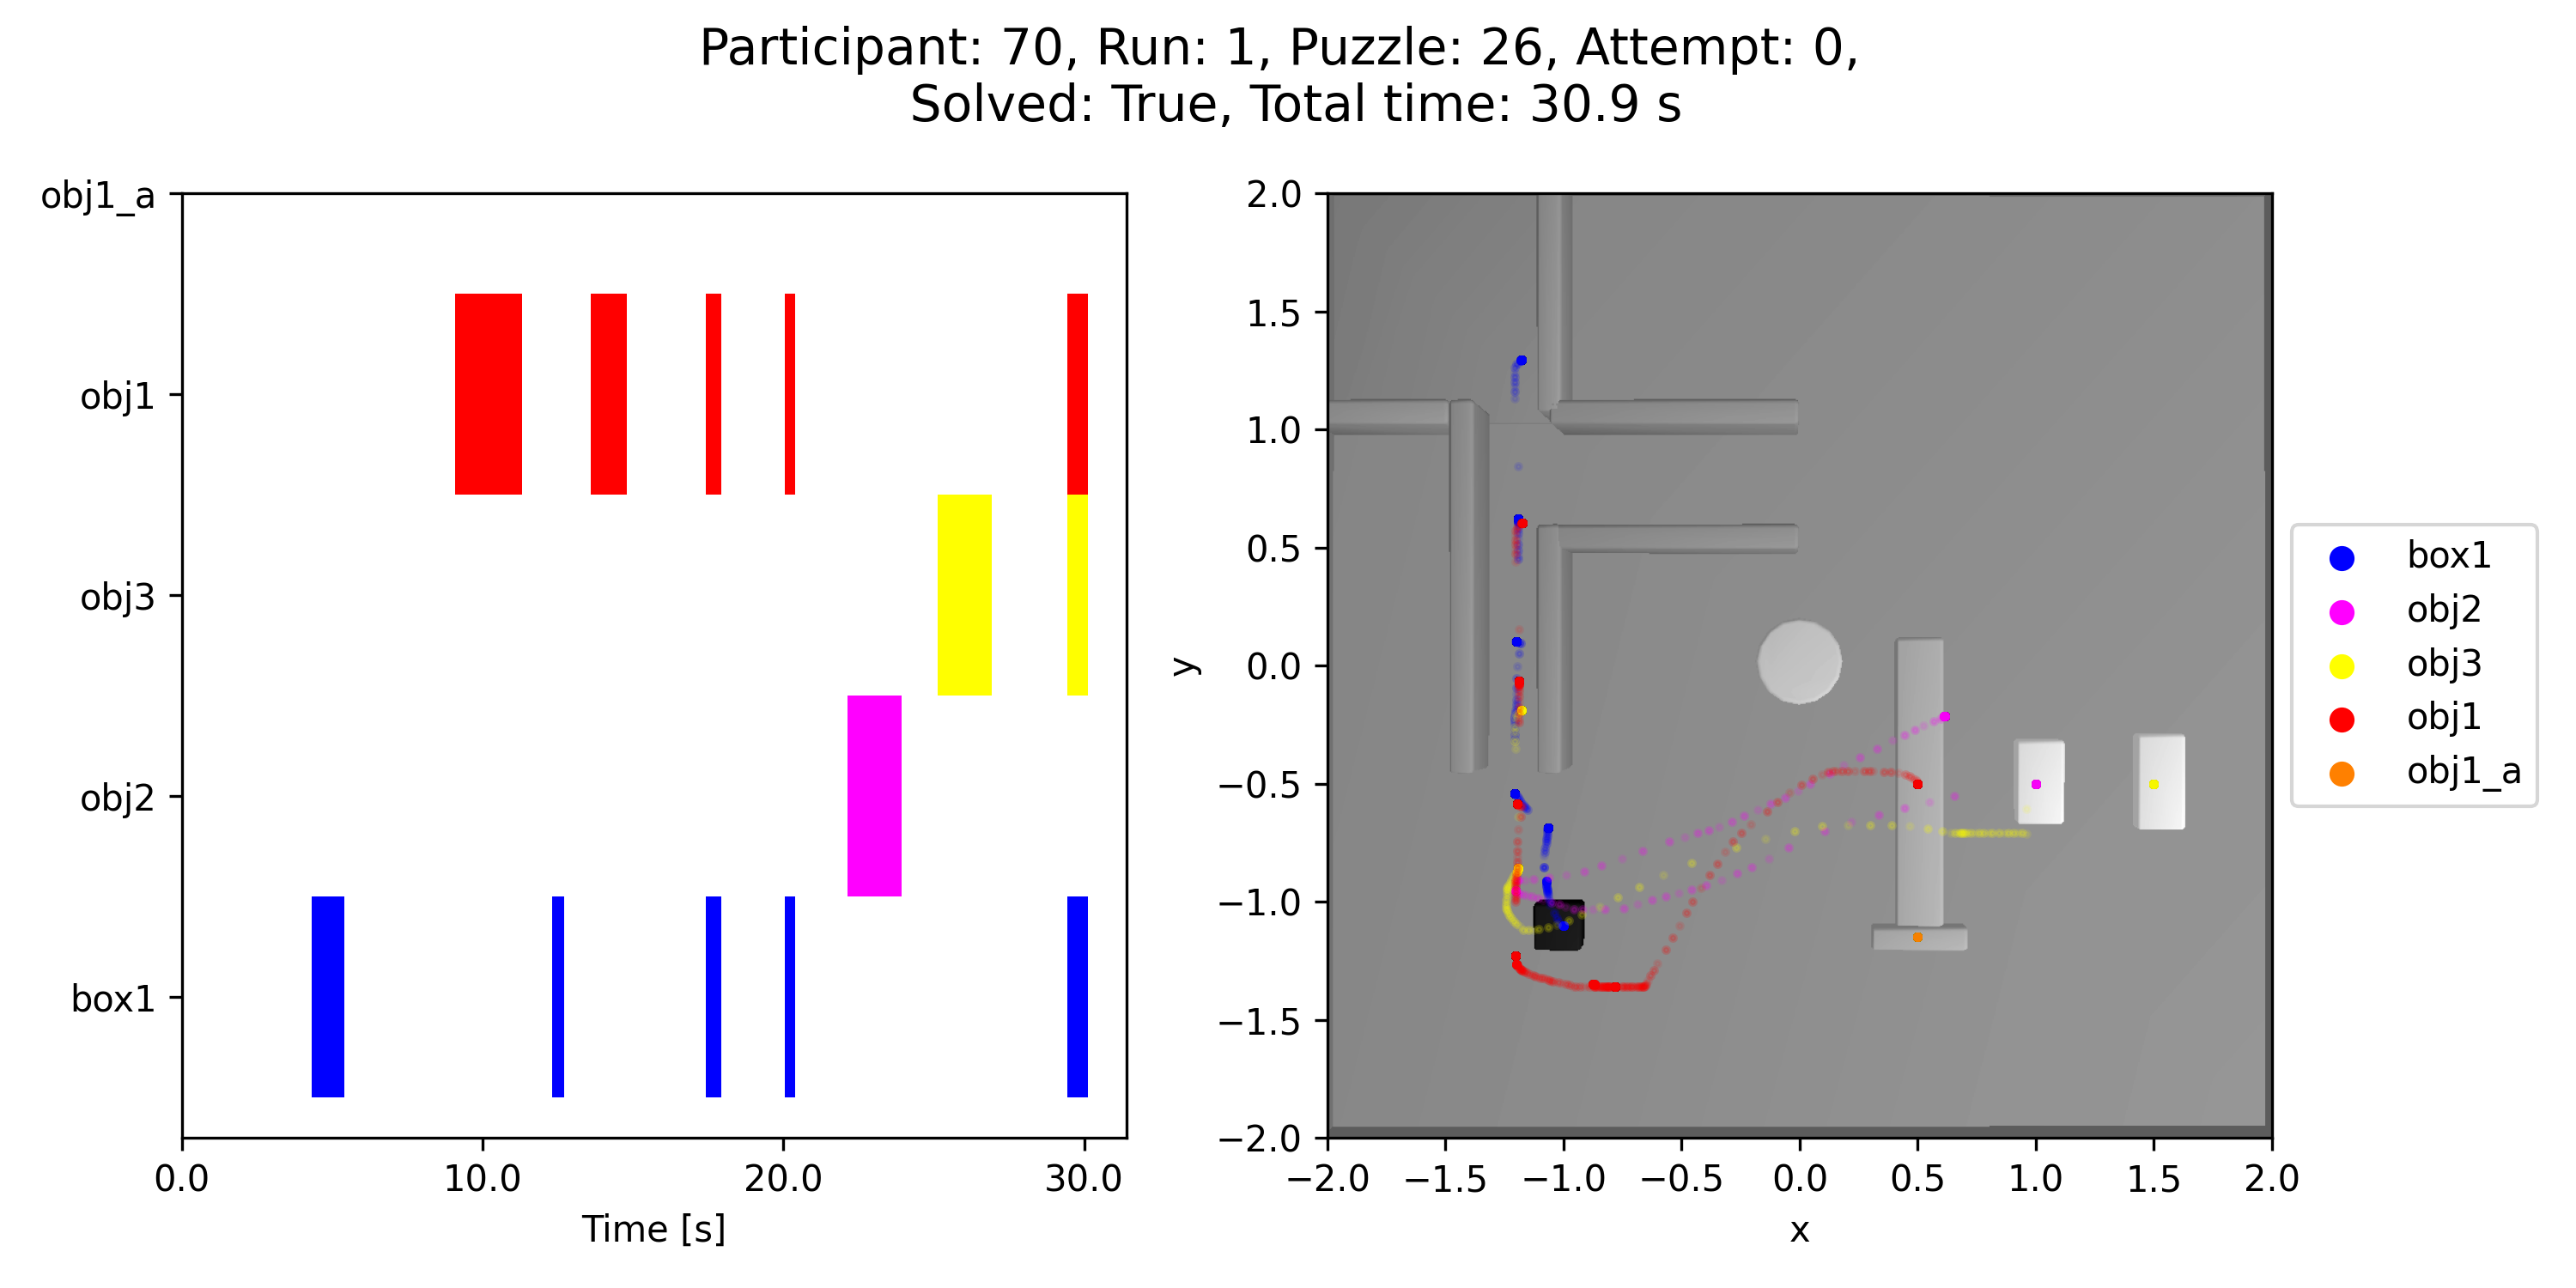 Participant: 70, Run: 1, Puzzle: 26, Attempt: 0,
Solved: True, Total time: 30.9 s
obj1_a
obj1
obj3
obj2
box1
0.0 10.0 20.0 30.0
Time [s]
2.0
1.5
1.0
0.5
0.0
−0.5
−1.0
−1.5
−2.0
y
−2.0 −1.5 −1.0 −0.5 0.0 0.5 1.0 1.5 2.0
x
box1
obj2
obj3
obj1
obj1_a